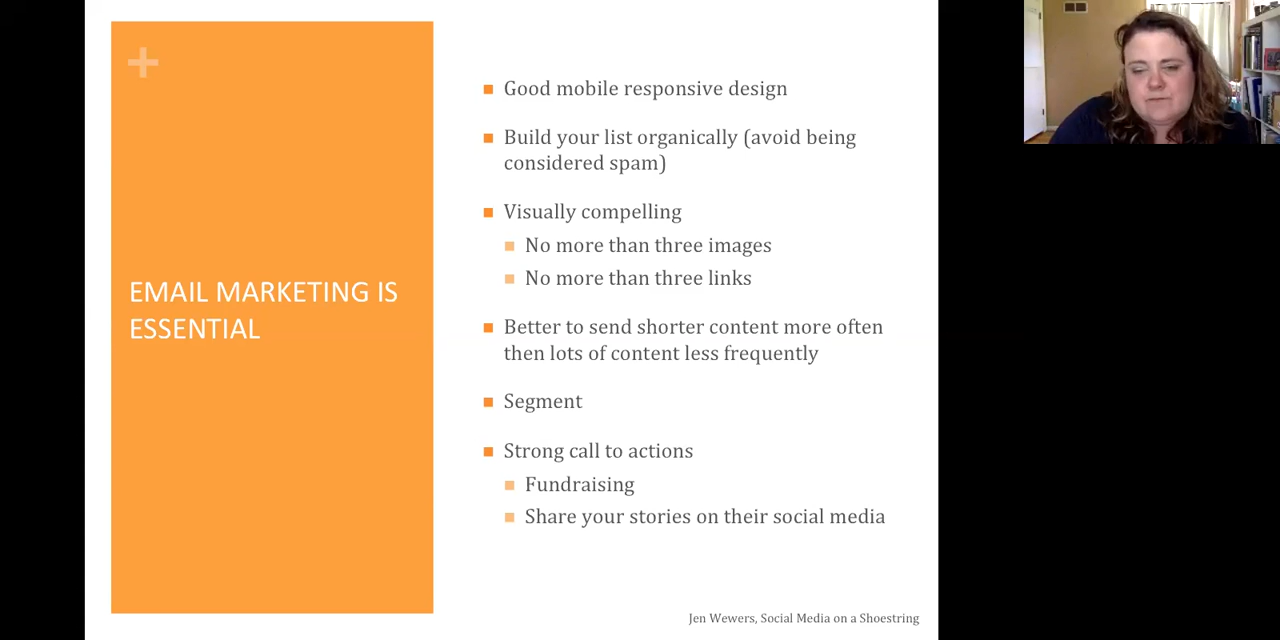 EMAIL MARKETING IS
ESSENTIAL
Good mobile responsive design
Build your list organically (avoid being
considered spam)
Visually compelling
No more than three images
No more than three links
Better to send shorter content more often
then lots of content less frequently
Segment
Strong call to actions
Fundraising
Share your stories on their social media
Jen Wewers, Social Media on a Shoestring